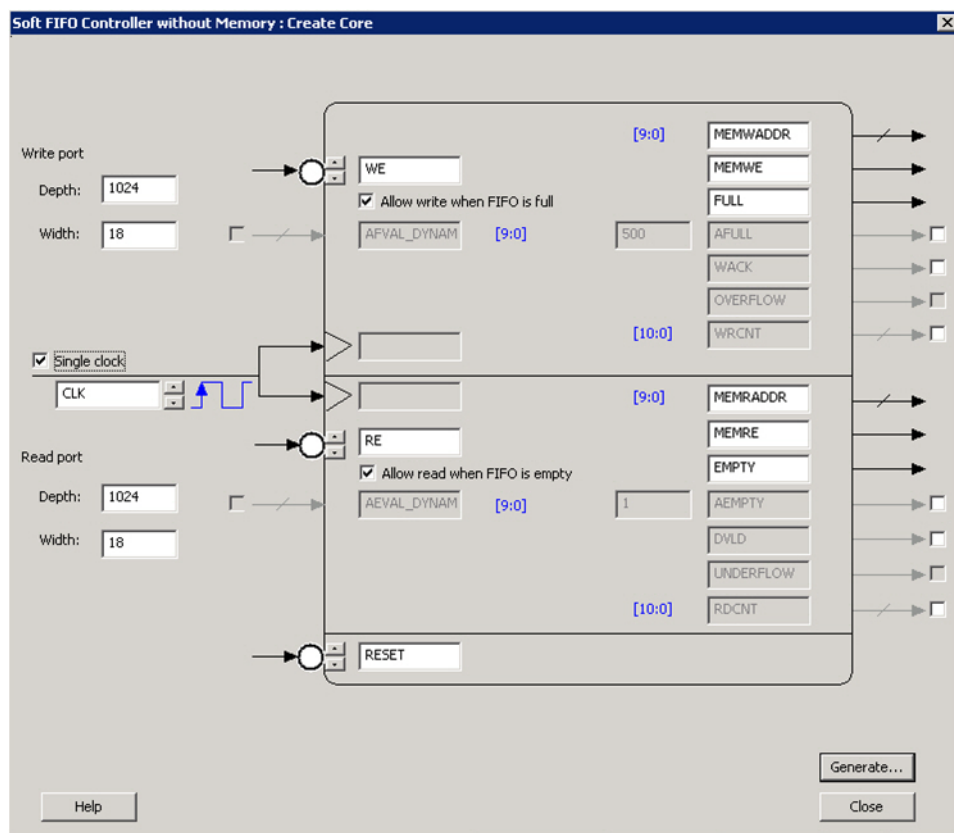 Soft FIFO Controller without Memory : Create Core
[9:0] MEMWADDR
Write port
WE
MEMWE
Depth: 1024
Allow write when FIFO is full
FULL
Width: 18
AFVAL_DYNAM [9:0] 500 AFULL
WACK
OVERFLOW
[10:0] WRCNT
Single clock
CLK
[9:0] MEMRADDR
RE
MEMRE
Read port
Allow read when FIFO is empty
EMPTY
Depth: 1024
AEVAL_DYNAM [9:0] 1 AEMPTY
Width: 18
DVLD
UNDERFLOW
[10:0] RDCNT
RESET
Generate...
Help
Close